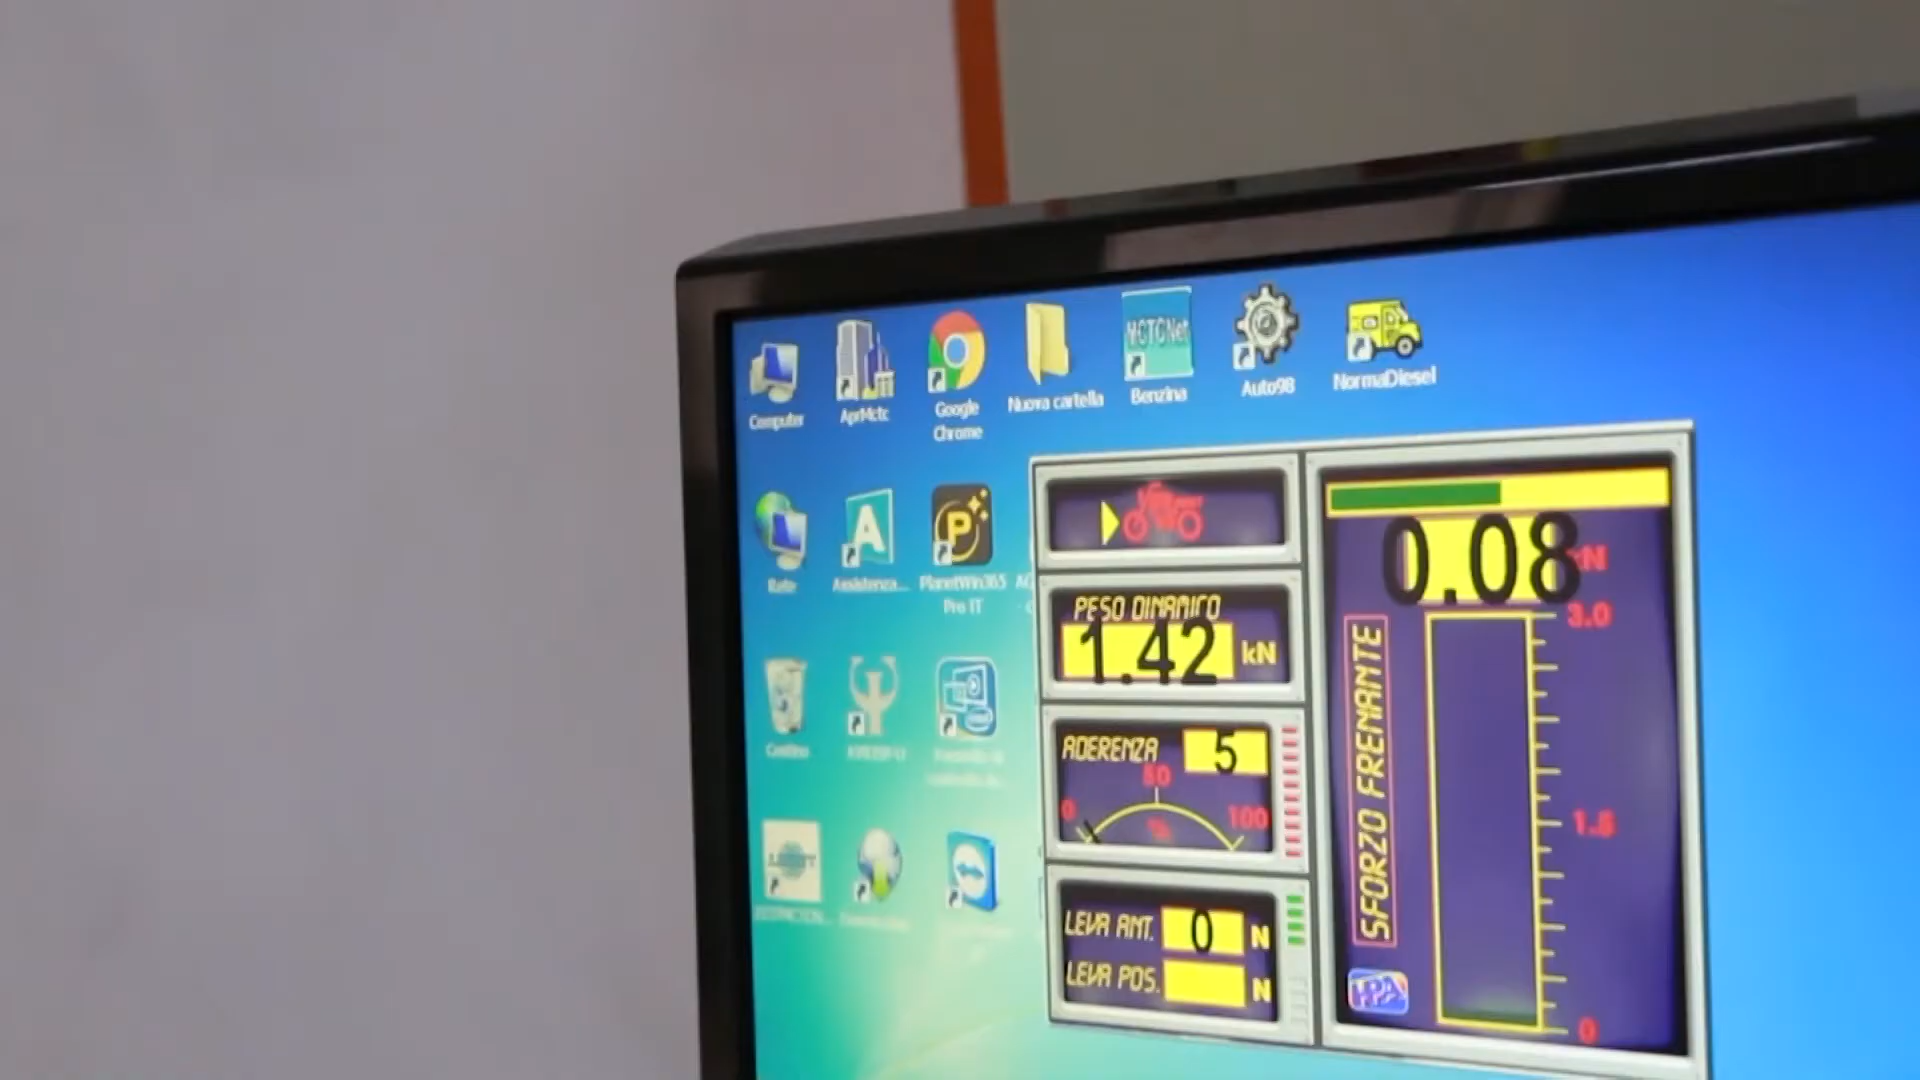 Computer
AprMctc
Google
Chrome
Nuova cartella
MCTCNet
Benzina
Auto98
NormaDiesel
Rete
A
Assistenza...
P
PlanetWin365
Pro IT
Cestino
PESO DINAMICO
1.42 kN
ADERENZA 5
50
0
100
%
LEVA ANT. 0 N
LEVA POS. N
0.08 kN
3.0
1.5
0
SFORZO FRENANTE